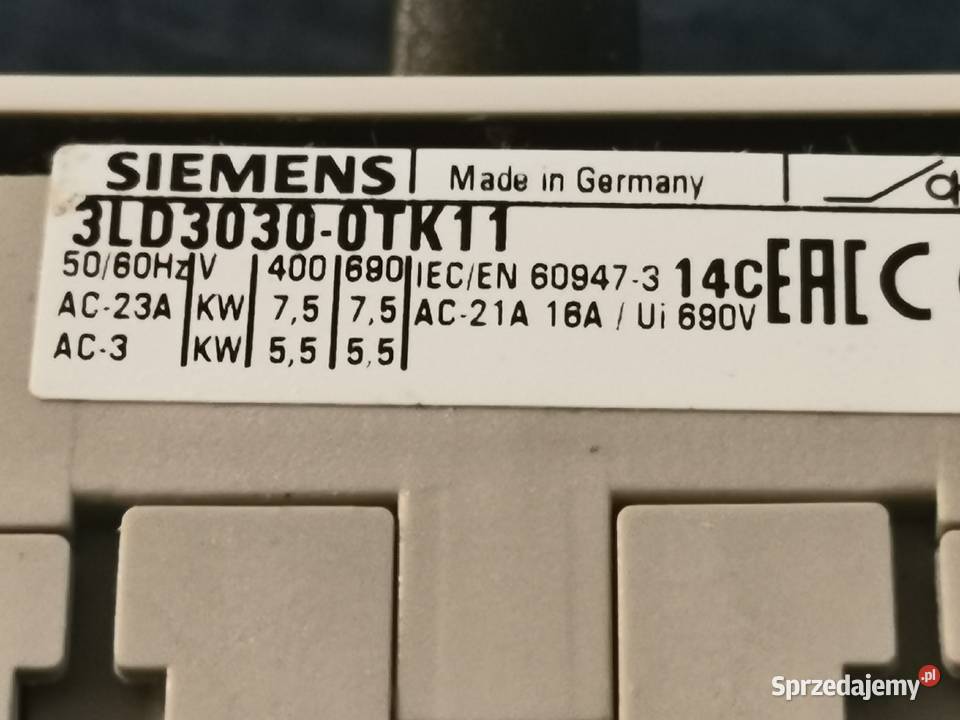 SIEMENS Made in Germany
3LD3030-0TK11
50/60Hz V 400 690 IEC/EN 60947-3 14C EAC C
AC-23A KW 7,5 7,5 AC-21A 16A / Ui 690V
AC-3 KW 5,5 5,5
Sprzedajemy.pl